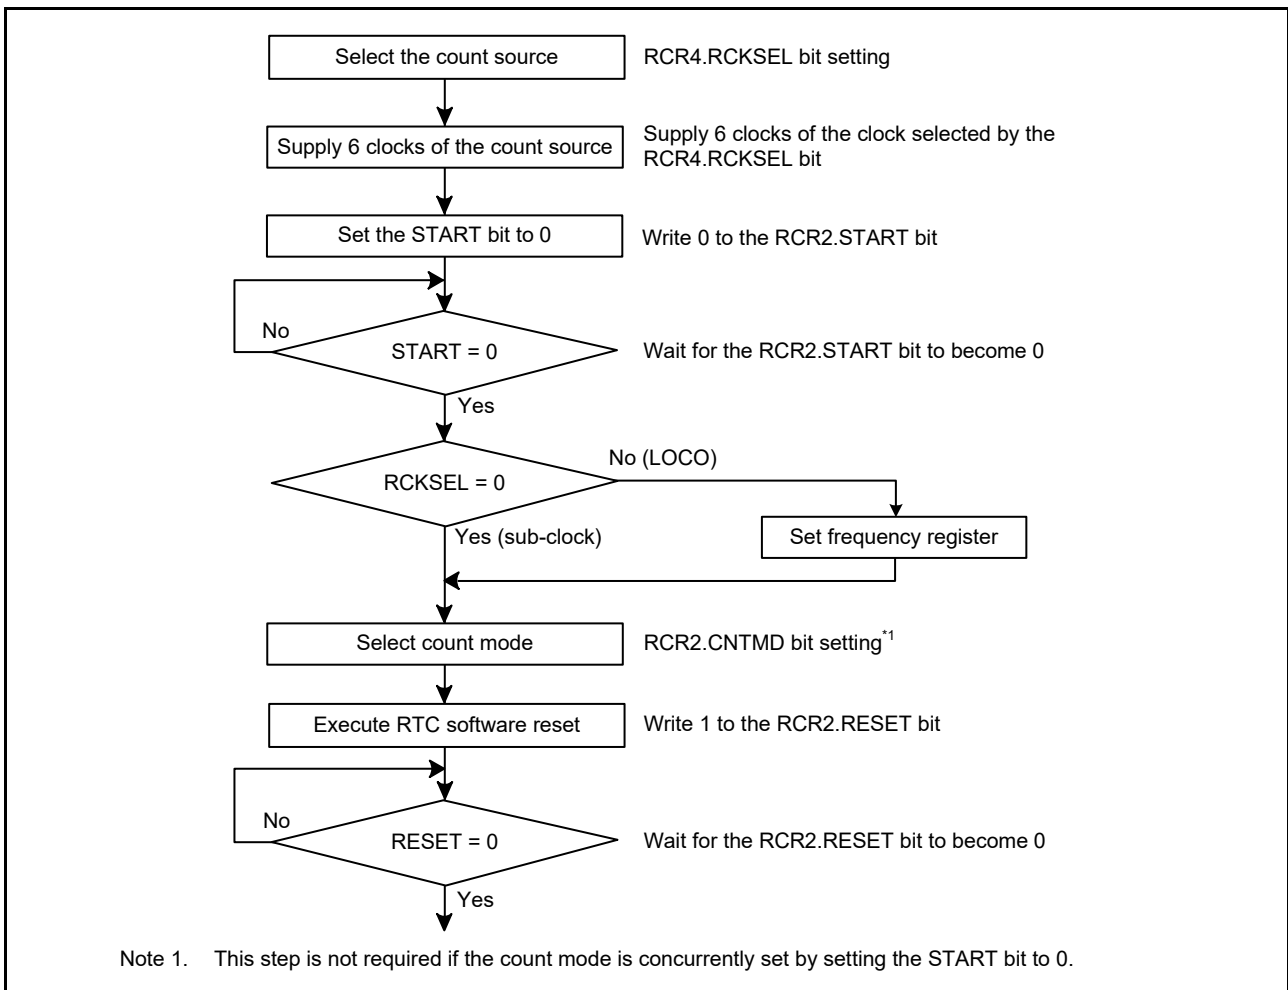 Select the count source
RCR4.RCKSEL bit setting
Supply 6 clocks of the count source
Supply 6 clocks of the clock selected by the
RCR4.RCKSEL bit
Set the START bit to 0
Write 0 to the RCR2.START bit
No
START = 0
Wait for the RCR2.START bit to become 0
Yes
No (LOCO)
RCKSEL = 0
Yes (sub-clock)
Set frequency register
Select count mode
RCR2.CNTMD bit setting*1
Execute RTC software reset
Write 1 to the RCR2.RESET bit
No
RESET = 0
Wait for the RCR2.RESET bit to become 0
Yes
Note 1. This step is not required if the count mode is concurrently set by setting the START bit to 0.